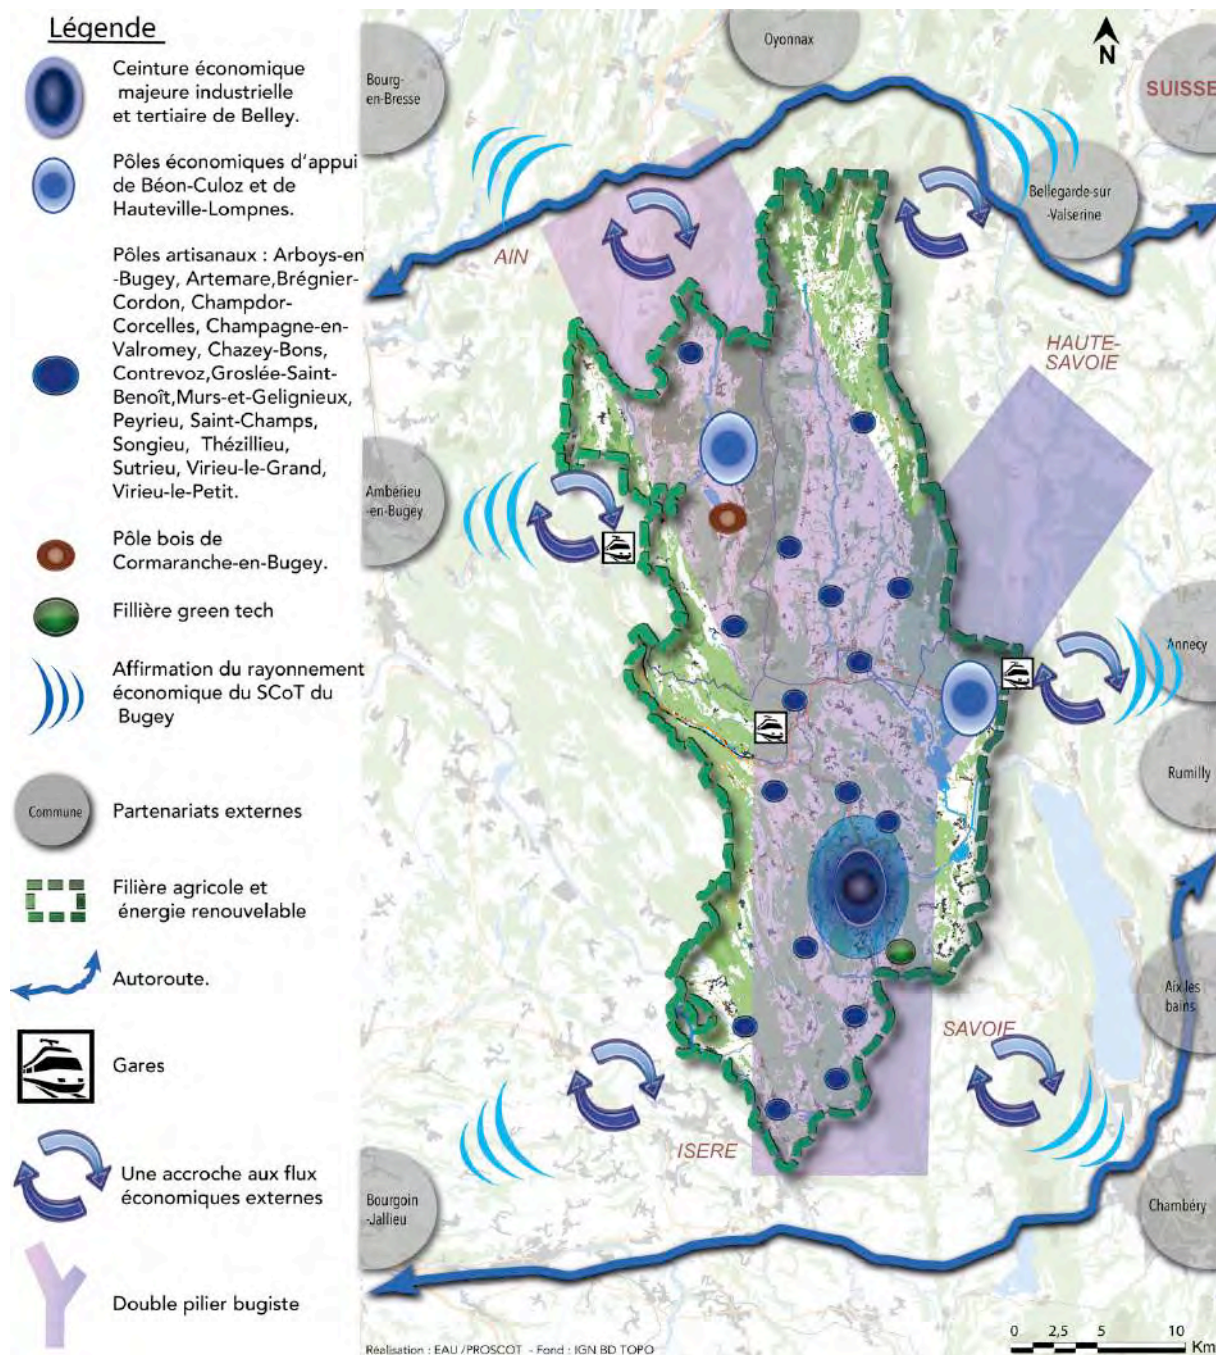 Légende
Ceinture économique
majeure industrielle
et tertiaire de Belley.
Pôles économiques d'appui
de Béon-Culoz et de
Hauteville-Lompnes.
Pôles artisanaux : Arboys-en
-Bugey, Artemare,Brégnier-
Cordon, Champdor-
Corcelles, Champagne-en-
Valromey, Chazey-Bons,
Contrevoz,Groslée-Saint-
Benoît,Murs-et-Gelignieux,
Peyrieu, Saint-Champs,
Songieu, Thézillieu,
Sutrieu, Virieu-le-Grand,
Virieu-le-Petit.
Pôle bois de
Cormaranche-en-Bugey.
Fillière green tech
Affirmation du rayonnement
économique du SCoT du
Bugey
Commune
Partenariats externes
Filière agricole et
énergie renouvelable
Autoroute.
Gares
Une accroche aux flux
économiques externes
Double pilier bugiste
Oyonnax
N
Bourg-
en-Bresse
SUISSE
Bellegarde-sur
-Valserine
AIN
HAUTE-
SAVOIE
Ambérieu
-en-Bugey
Annecy
Rumilly
Aix les
bains
SAVOIE
ISERE
Bourgoin
-Jallieu
Chambéry
0 2,5 5 10
Km
Réalisation : EAU /PROSCOT - Fond : IGN BD TOPO